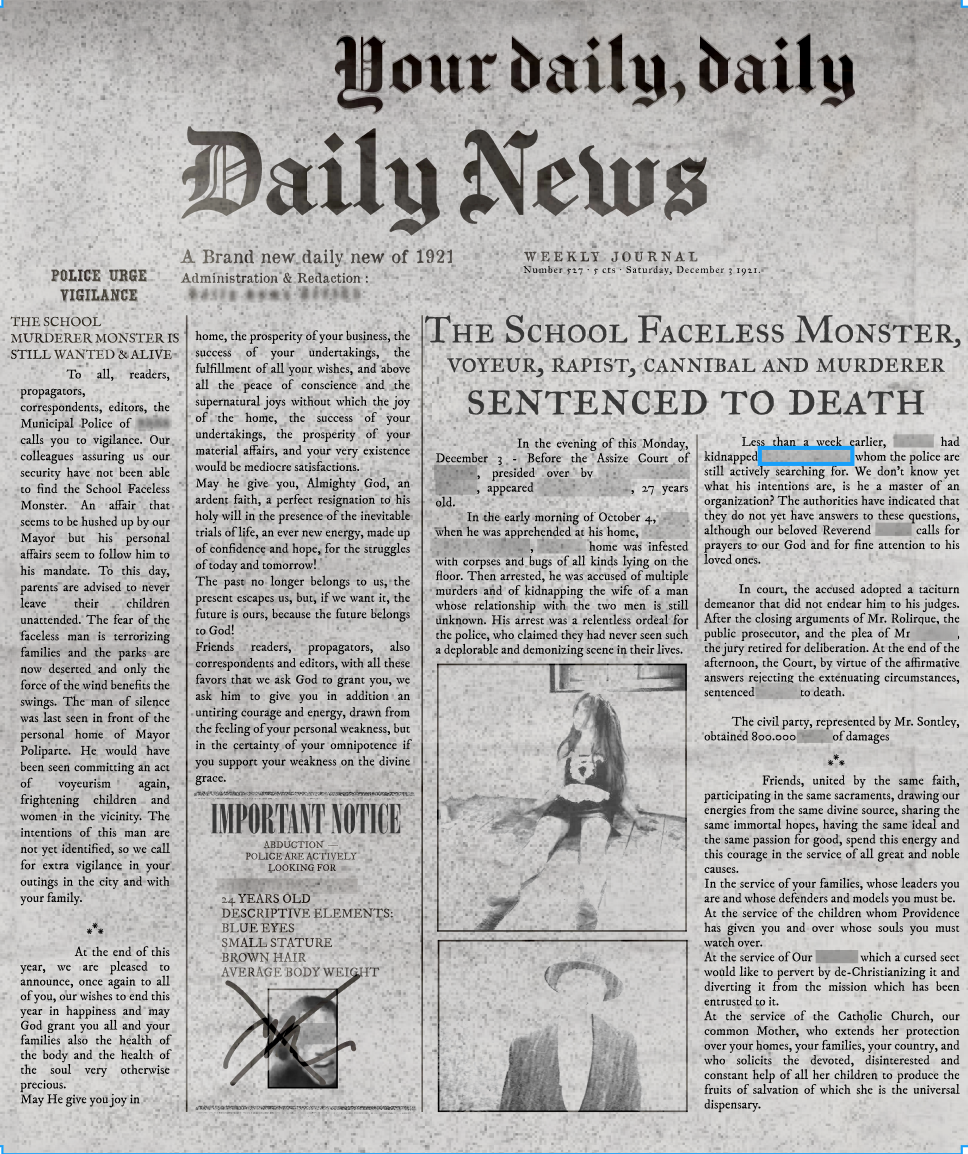 Your daily, daily
Daily News
A Brand new daily new of 1921
Administration & Redaction :
WEEKLY JOURNAL
Number 527 · 5 cts · Saturday, December 3 1921.
POLICE URGE
VIGILANCE
THE SCHOOL
MURDERER MONSTER IS
STILL WANTED & ALIVE
To all, readers,
propagators,
correspondents, editors, the
Municipal Police of
calls you to vigilance. Our
colleagues assuring us our
security have not been able
to find the School Faceless
Monster. An affair that
seems to be hushed up by our
Mayor but his personal
affairs seem to follow him to
his mandate. To this day,
parents are advised to never
leave their children
unattended. The fear of the
faceless man is terrorizing
families and the parks are
now deserted and only the
force of the wind benefits the
swings. The man of silence
was last seen in front of the
personal home of Mayor
Poliparte. He would have
been seen committing an act
of voyeurism again,
frightening children and
women in the vicinity. The
intentions of this man are
not yet identified, so we call
for extra vigilance in your
outings in the city and with
your family.
At the end of this
year, we are pleased to
announce, once again to all
of you, our wishes to end this
year in happiness and may
God grant you all and your
families also the health of
the body and the health of
the soul very otherwise
precious.
May He give you joy in
home, the prosperity of your business, the
success of your undertakings, the
fulfillment of all your wishes, and above
all the peace of conscience and the
supernatural joys without which the joy
of the home, the success of your
undertakings, the prosperity of your
material affairs, and your very existence
would be mediocre satisfactions.
May he give you, Almighty God, an
ardent faith, a perfect resignation to his
holy will in the presence of the inevitable
trials of life, an ever new energy, made up
of confidence and hope, for the struggles
of today and tomorrow!
The past no longer belongs to us, the
present escapes us, but, if we want it, the
future is ours, because the future belongs
to God!
Friends readers, propagators, also
correspondents and editors, with all these
favors that we ask God to grant you, we
ask him to give you in addition an
untiring courage and energy, drawn from
the feeling of your personal weakness, but
in the certainty of your omnipotence if
you support your weakness on the divine
grace.
IMPORTANT NOTICE
ABDUCTION —
POLICE ARE ACTIVELY
LOOKING FOR
24 YEARS OLD
DESCRIPTIVE ELEMENTS:
BLUE EYES
SMALL STATURE
BROWN HAIR
AVERAGE BODY WEIGHT
THE SCHOOL FACELESS MONSTER,
VOYEUR, RAPIST, CANNIBAL AND MURDERER
SENTENCED TO DEATH
In the evening of this Monday,
December 3 - Before the Assize Court of
, presided over by
, appeared , 27 years
old.
In the early morning of October 4,
when he was apprehended at his home,
, home was infested
with corpses and bugs of all kinds lying on the
floor. Then arrested, he was accused of multiple
murders and of kidnapping the wife of a man
whose relationship with the two men is still
unknown. His arrest was a relentless ordeal for
the police, who claimed they had never seen such
a deplorable and demonizing scene in their lives.
Less than a week earlier, had
kidnapped whom the police are
still actively searching for. We don't know yet
what his intentions are, is he a master of an
organization? The authorities have indicated that
they do not yet have answers to these questions,
although our beloved Reverend calls for
prayers to our God and for fine attention to his
loved ones.
In court, the accused adopted a taciturn
demeanor that did not endear him to his judges.
After the closing arguments of Mr. Rolirque, the
public prosecutor, and the plea of Mr ,
the jury retired for deliberation. At the end of the
afternoon, the Court, by virtue of the affirmative
answers rejecting the extenuating circumstances,
sentenced to death.
The civil party, represented by Mr. Sontley,
obtained 800.000 of damages
Friends, united by the same faith,
participating in the same sacraments, drawing our
energies from the same divine source, sharing the
same immortal hopes, having the same ideal and
the same passion for good, spend this energy and
this courage in the service of all great and noble
causes.
In the service of your families, whose leaders you
are and whose defenders and models you must be.
At the service of the children whom Providence
has given you and over whose souls you must
watch over.
At the service of Our which a cursed sect
would like to pervert by de-Christianizing it and
diverting it from the mission which has been
entrusted to it.
At the service of the Catholic Church, our
common Mother, who extends her protection
over your homes, your families, your country, and
who solicits the devoted, disinterested and
constant help of all her children to produce the
fruits of salvation of which she is the universal
dispensary.